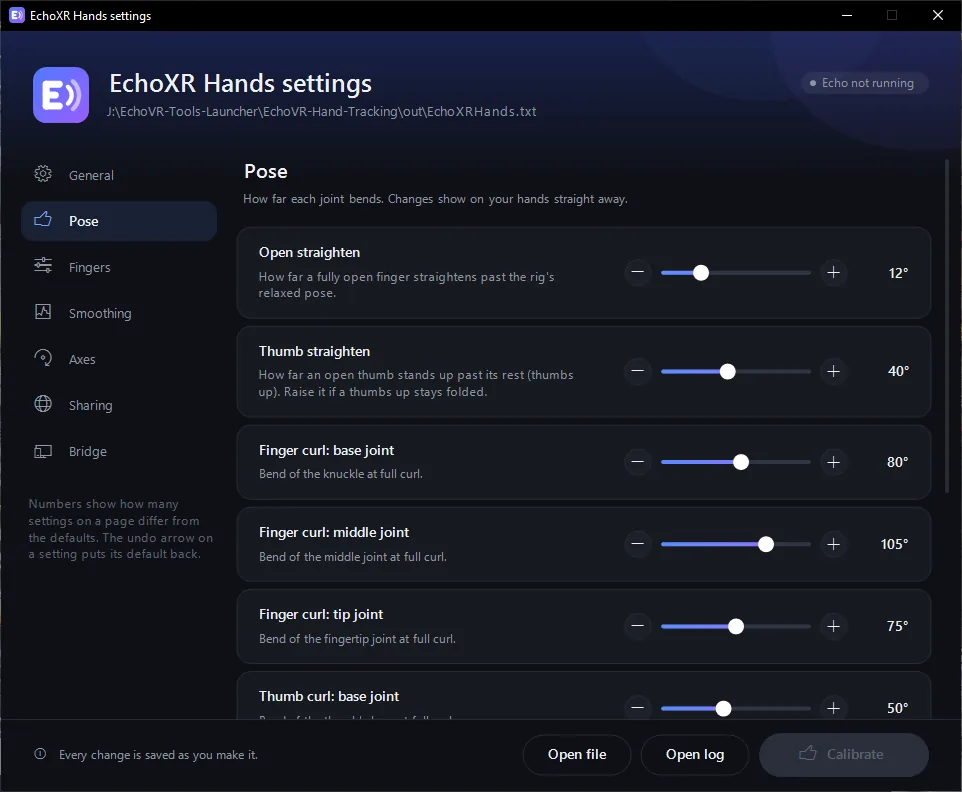 EchoXR Hands settings
EchoXR Hands settings
J:\EchoVR-Tools-Launcher\EchoVR-Hand-Tracking\out\EchoXRHands.txt
Echo not running
General
Pose
Fingers
Smoothing
Axes
Sharing
Bridge
Numbers show how many
settings on a page differ from
the defaults. The undo arrow on
a setting puts its default back.
Pose
How far each joint bends. Changes show on your hands straight away.
Open straighten
How far a fully open finger straightens past the rig's
relaxed pose.
12°
Thumb straighten
How far an open thumb stands up past its rest (thumbs
up). Raise it if a thumbs up stays folded.
40°
Finger curl: base joint
Bend of the knuckle at full curl.
80°
Finger curl: middle joint
Bend of the middle joint at full curl.
105°
Finger curl: tip joint
Bend of the fingertip joint at full curl.
75°
Thumb curl: base joint
50°
Every change is saved as you make it.
Open file
Open log
Calibrate